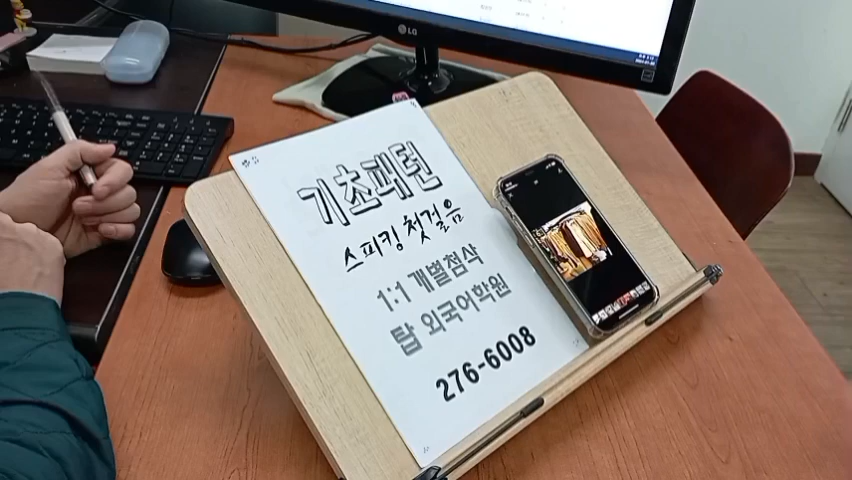 LG
기초패턴
스피킹 첫걸음
1:1 개별첨삭
탑 외국어학원
276-6008